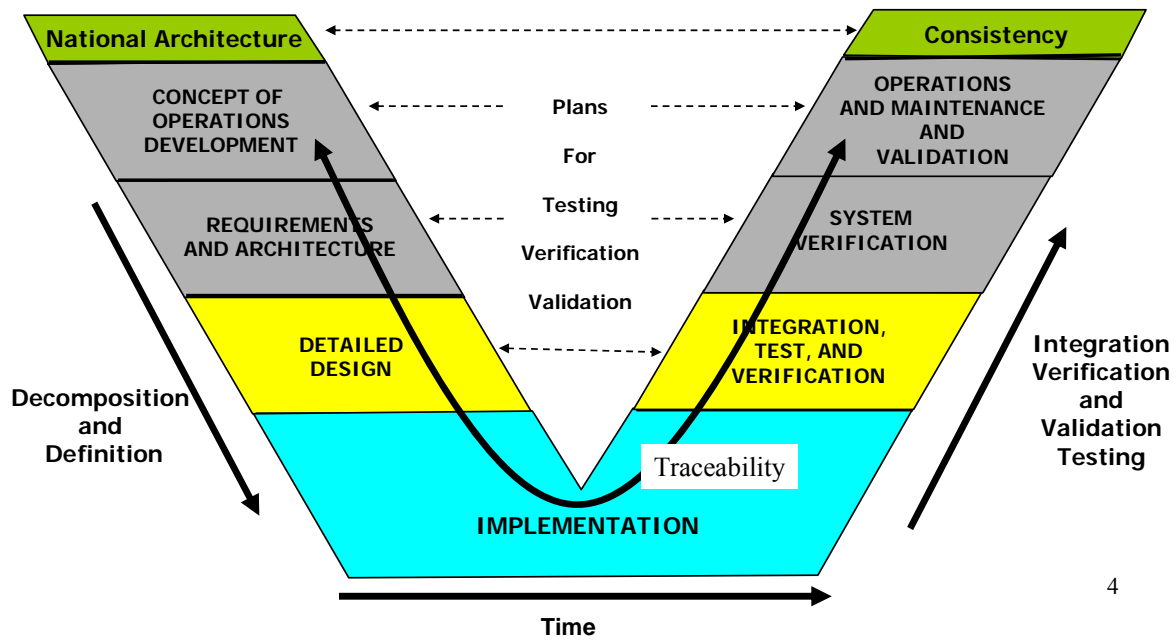 National Architecture
Consistency
CONCEPT OF
OPERATIONS
DEVELOPMENT
Plans
For
Testing
Verification
Validation
OPERATIONS
AND MAINTENANCE
AND
VALIDATION
REQUIREMENTS
AND ARCHITECTURE
SYSTEM
VERIFICATION
DETAILED
DESIGN
INTEGRATION,
TEST, AND
VERIFICATION
Decomposition
and
Definition
Integration
Verification
and
Validation
Testing
Traceability
IMPLEMENTATION
Time
4